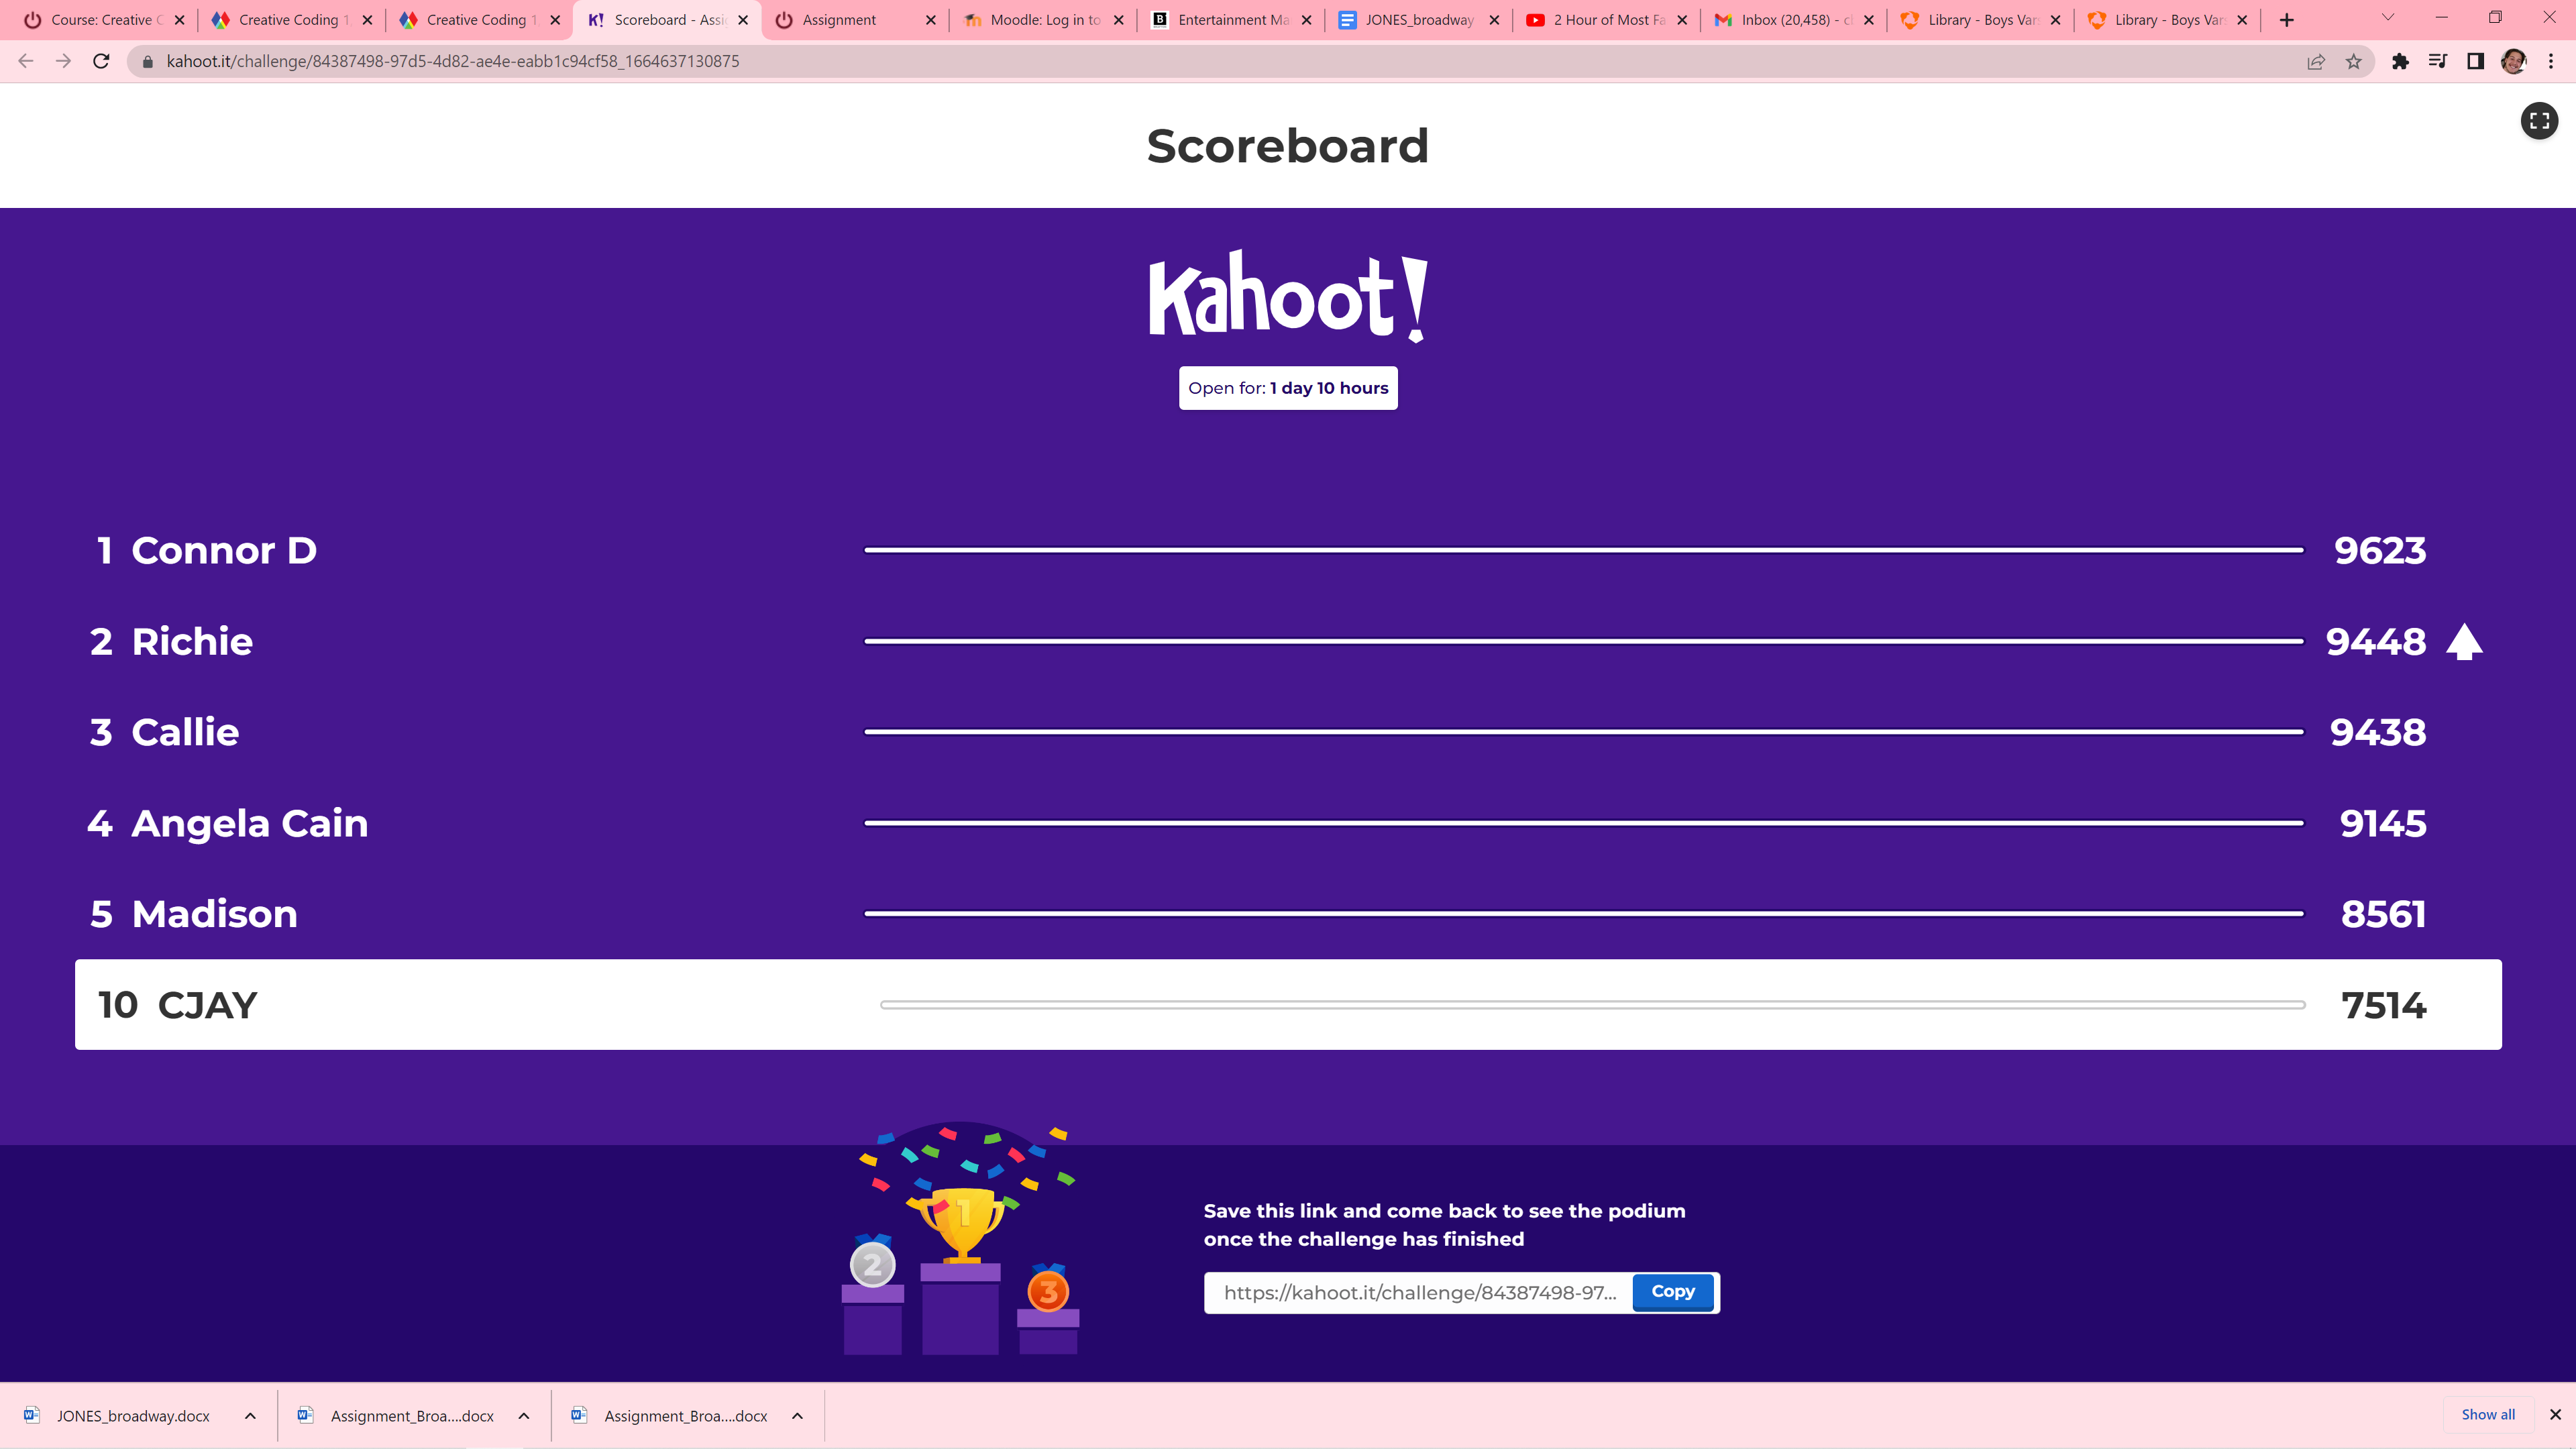 Course: Creative C
Creative Coding 1
Creative Coding 1
K! Scoreboard - Assi
Assignment
Moodle: Log in to
B Entertainment Ma
JONES_broadway
2 Hour of Most Fa
Inbox (20,458) - cl
Library - Boys Vars
Library - Boys Vars
kahoot.it/challenge/84387498-97d5-4d82-ae4e-eabb1c94cf58_1664637130875
Scoreboard
Kahoot!
Open for: 1 day 10 hours
1 Connor D 9623
2 Richie 9448
3 Callie 9438
4 Angela Cain 9145
5 Madison 8561
10 CJAY 7514
1
2
3
Save this link and come back to see the podium
once the challenge has finished
https://kahoot.it/challenge/84387498-97... Copy
JONES_broadway.docx
Assignment_Broa....docx
Assignment_Broa....docx
Show all